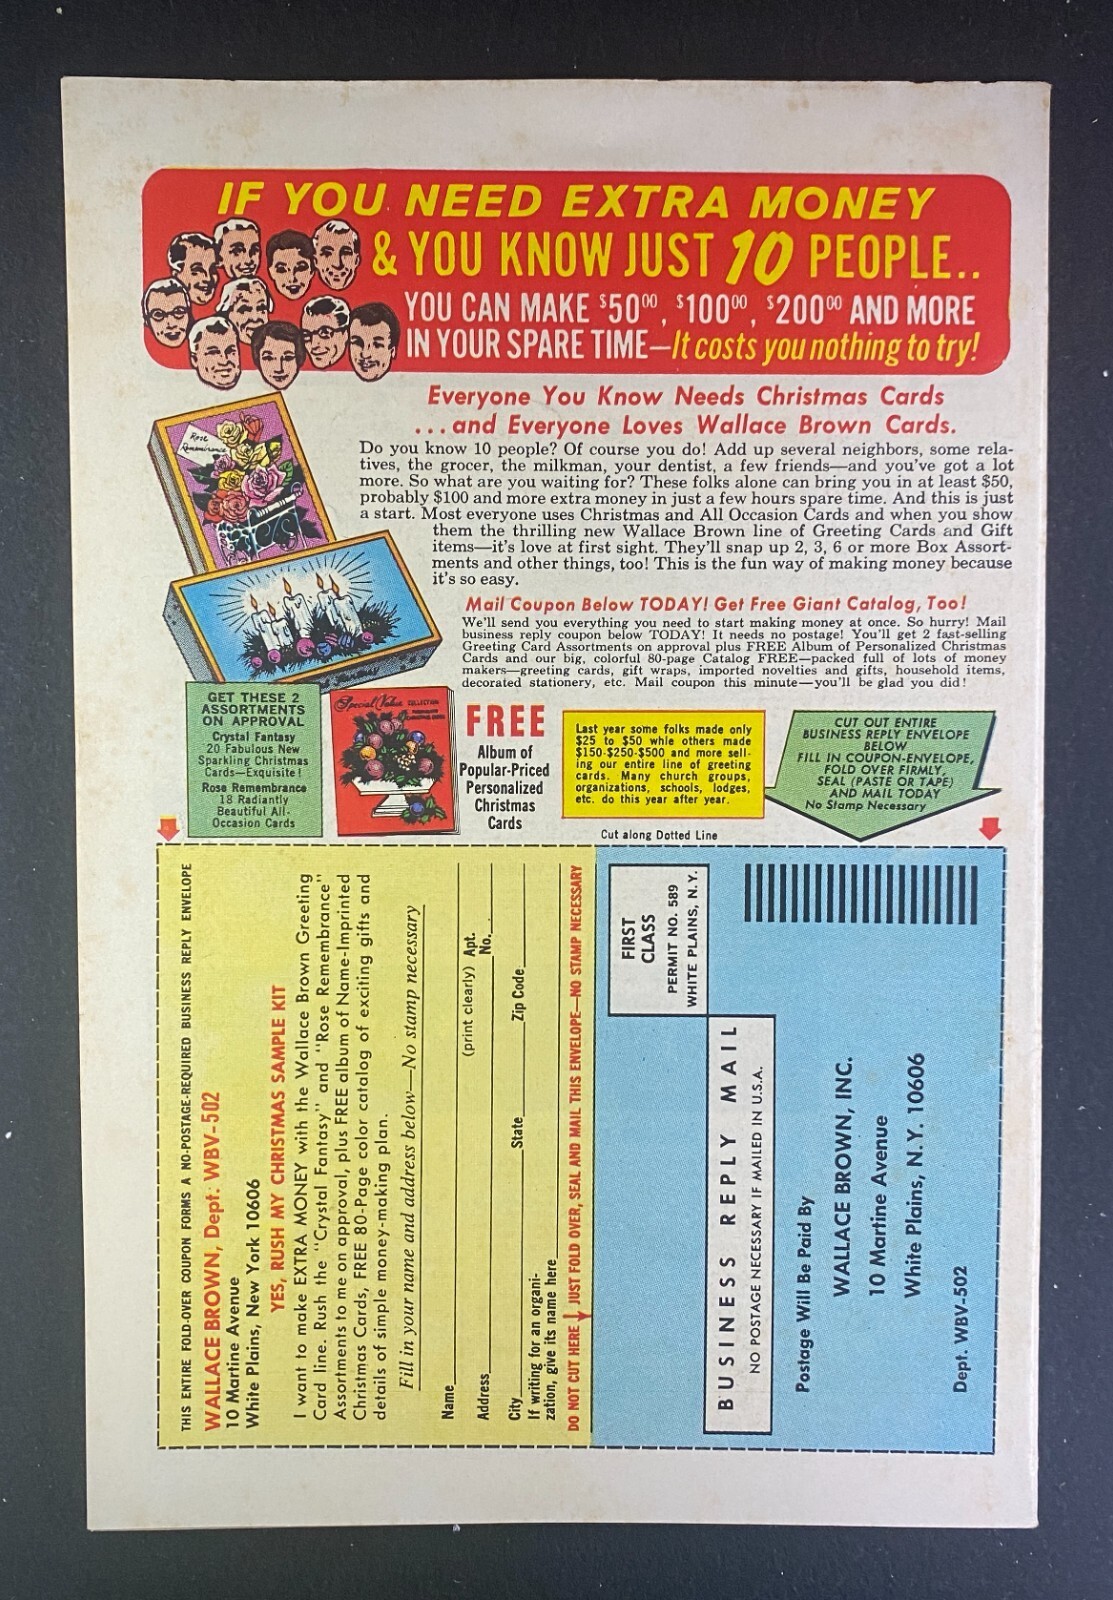 IF YOU NEED EXTRA MONEY
& YOU KNOW JUST 10 PEOPLE..
YOU CAN MAKE $50.00, $100.00, $200.00 AND MORE
IN YOUR SPARE TIME—It costs you nothing to try!
Everyone You Know Needs Christmas Cards
...and Everyone Loves Wallace Brown Cards.
Rose
Remembrance
Do you know 10 people? Of course you do! Add up several neighbors, some rela-
tives, the grocer, the milkman, your dentist, a few friends—and you've got a lot
more. So what are you waiting for? These folks alone can bring you in at least $50,
probably $100 and more extra money in just a few hours spare time. And this is just
a start. Most everyone uses Christmas and All Occasion Cards and when you show
them the thrilling new Wallace Brown line of Greeting Cards and Gift
items—it's love at first sight. They'll snap up 2, 3, 6 or more Box Assort-
ments and other things, too! This is the fun way of making money because
it's so easy.
Mail Coupon Below TODAY! Get Free Giant Catalog, Too!
We'll send you everything you need to start making money at once. So hurry! Mail
business reply coupon below TODAY! It needs no postage! You'll get 2 fast-selling
Greeting Card Assortments on approval plus FREE Album of Personalized Christmas
Cards and our big, colorful 80-page Catalog FREE—packed full of lots of money
makers—greeting cards, gift wraps, imported novelties and gifts, household items,
decorated stationery, etc. Mail coupon this minute—you'll be glad you did!
GET THESE 2
ASSORTMENTS
ON APPROVAL
Crystal Fantasy
20 Fabulous New
Sparkling Christmas
Cards—Exquisite!
Rose Remembrance
18 Radiantly
Beautiful All-
Occasion Cards
Special Value COLLECTION
FREE
Album of
Popular-Priced
Personalized
Christmas
Cards
Last year some folks made only
$25 to $50 while others made
$150-$250-$500 and more sell-
ing our entire line of greeting
cards. Many church groups,
organizations, schools, lodges,
etc. do this year after year.
CUT OUT ENTIRE
BUSINESS REPLY ENVELOPE
BELOW
FILL IN COUPON-ENVELOPE,
FOLD OVER FIRMLY,
SEAL (PASTE OR TAPE)
AND MAIL TODAY
No Stamp Necessary
Cut along Dotted Line
THIS ENTIRE FOLD-OVER COUPON FORMS A NO-POSTAGE-REQUIRED BUSINESS REPLY ENVELOPE
WALLACE BROWN, Dept. WBV-502
10 Martine Avenue
White Plains, New York 10606
YES, RUSH MY CHRISTMAS SAMPLE KIT
I want to make EXTRA MONEY with the Wallace Brown Greeting
Card line. Rush the "Crystal Fantasy" and "Rose Remembrance"
Assortments to me on approval, plus FREE album of Name-Imprinted
Christmas Cards, FREE 80-Page color catalog of exciting gifts and
details of simple money-making plan.
Fill in your name and address below—No stamp necessary
Name
(print clearly)
Address
Apt.
No.
City
State
Zip Code
If writing for an organi-
zation, give its name here
DO NOT CUT HERE JUST FOLD OVER, SEAL AND MAIL THIS ENVELOPE—NO STAMP NECESSARY
FIRST
CLASS
PERMIT NO. 589
WHITE PLAINS, N.Y.
BUSINESS REPLY MAIL
NO POSTAGE NECESSARY IF MAILED IN U.S.A.
Postage Will Be Paid By
WALLACE BROWN, INC.
10 Martine Avenue
White Plains, N.Y. 10606
Dept. WBV-502